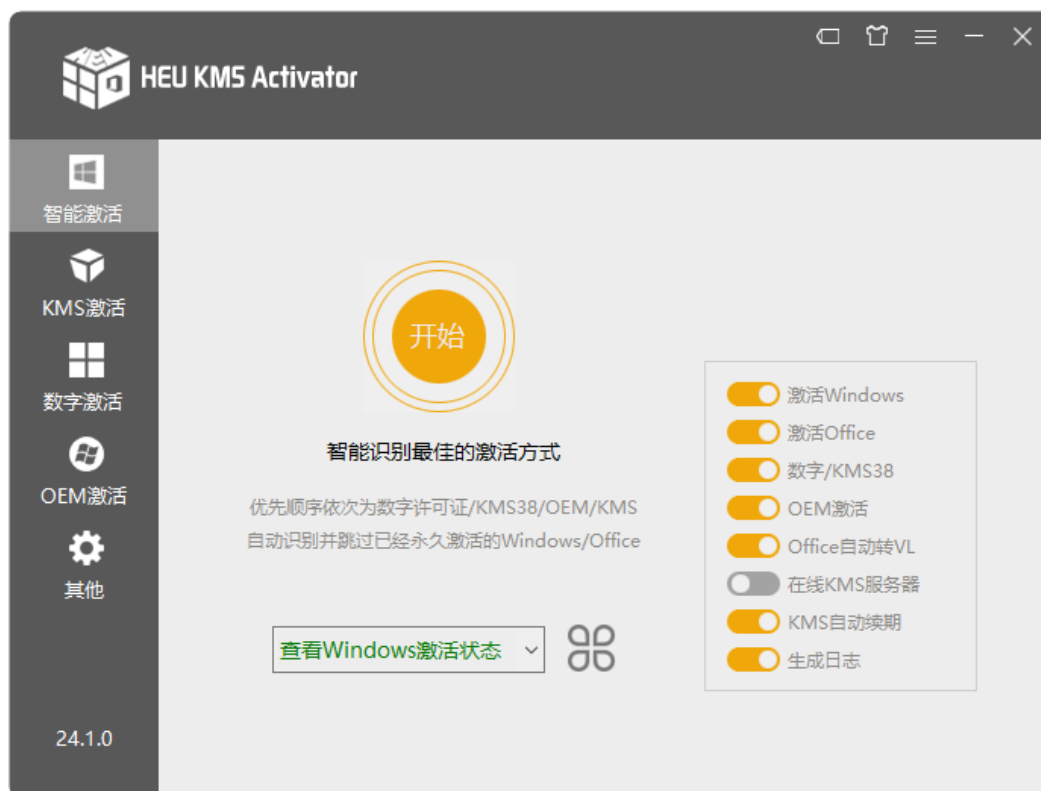 HEU KMS Activator
智能激活
KMS激活
数字激活
OEM激活
其他
24.1.0
开始
智能识别最佳的激活方式
优先顺序依次为数字许可证/KMS38/OEM/KMS
自动识别并跳过已经永久激活的Windows/Office
查看Windows激活状态
激活Windows
激活Office
数字/KMS38
OEM激活
Office自动转VL
在线KMS服务器
KMS自动续期
生成日志